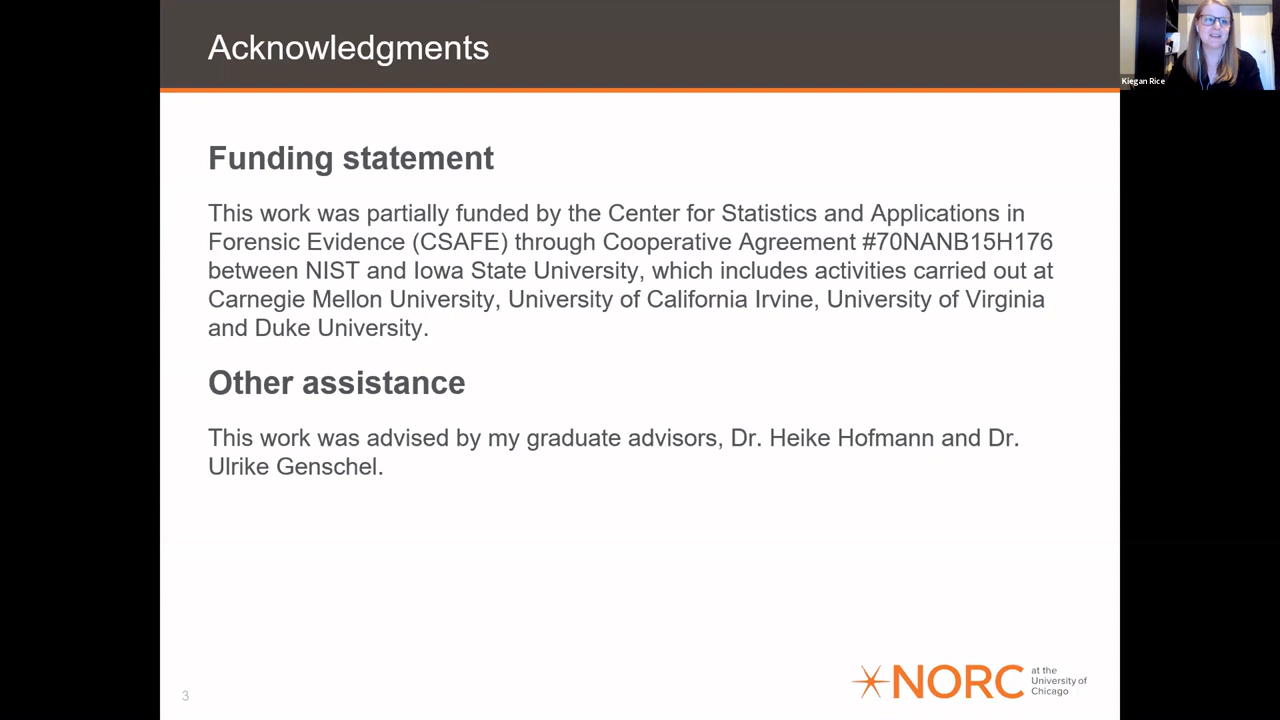 Acknowledgments
Kiegan Rice
Funding statement
This work was partially funded by the Center for Statistics and Applications in
Forensic Evidence (CSAFE) through Cooperative Agreement #70NANB15H176
between NIST and Iowa State University, which includes activities carried out at
Carnegie Mellon University, University of California Irvine, University of Virginia
and Duke University.
Other assistance
This work was advised by my graduate advisors, Dr. Heike Hofmann and Dr.
Ulrike Genschel.
3
NORC
at the
University of
Chicago